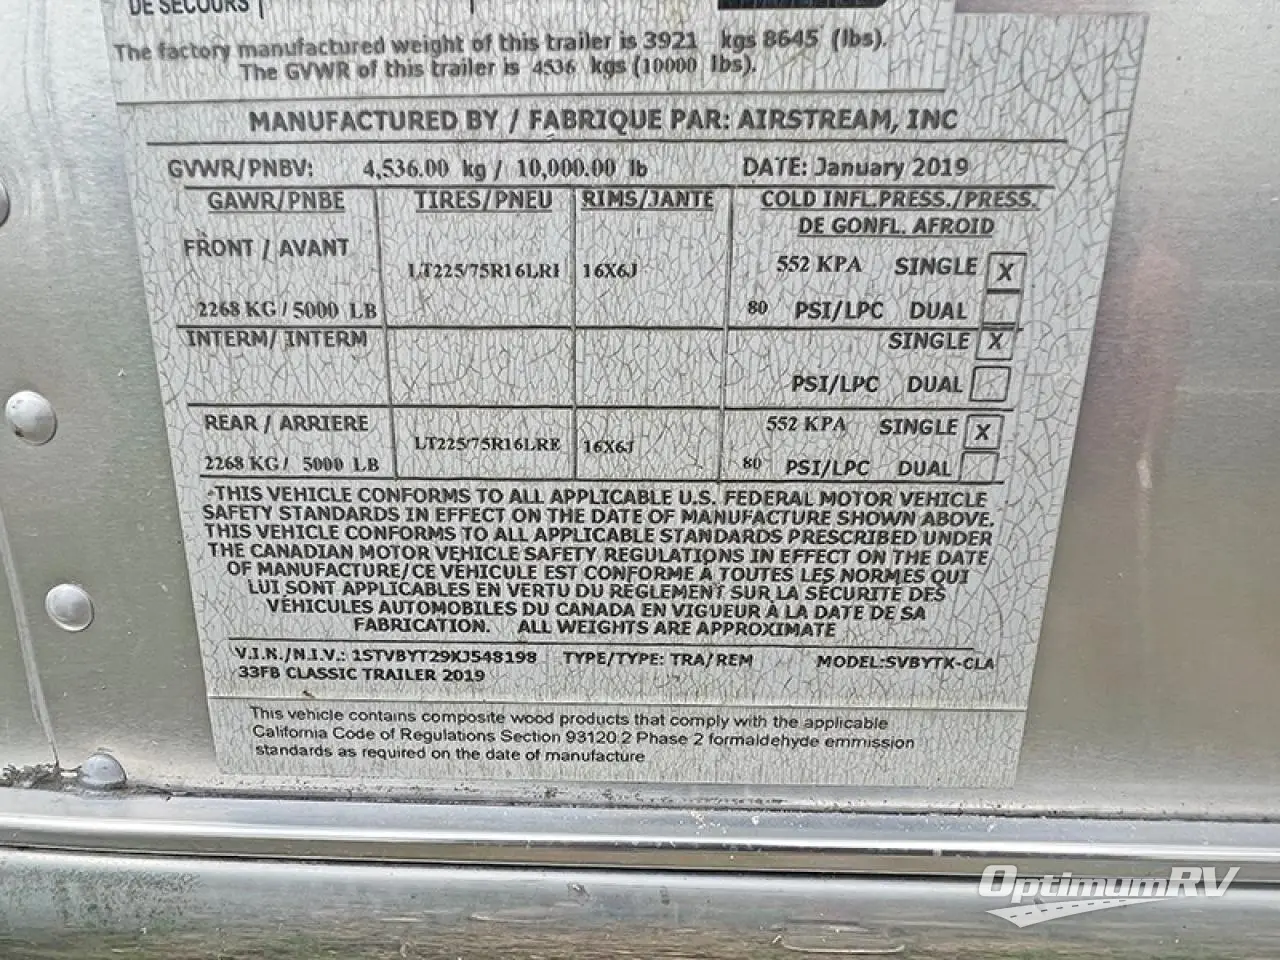 DE SECOURS
The factory manufactured weight of this trailer is 3921 kgs 8645 (lbs).
The GVWR of this trailer is 4536 kgs (10000 lbs).
MANUFACTURED BY / FABRIQUE PAR: AIRSTREAM, INC
GVWR/PNBV: 4,536.00 kg / 10,000.00 lb DATE: January 2019
GAWR/PNBE TIRES/PNEU RIMS/JANTE COLD INFL.PRESS./PRESS.
DE GONFL. AFROID
FRONT / AVANT LT225/75R16LRI 16X6J 552 KPA SINGLE X
2268 KG / 5000 LB 80 PSI/LPC DUAL
INTERM/ INTERM SINGLE X
PSI/LPC DUAL
REAR / ARRIERE LT225/75R16LRE 16X6J 552 KPA SINGLE X
2268 KG / 5000 LB 80 PSI/LPC DUAL
THIS VEHICLE CONFORMS TO ALL APPLICABLE U.S. FEDERAL MOTOR VEHICLE
SAFETY STANDARDS IN EFFECT ON THE DATE OF MANUFACTURE SHOWN ABOVE.
THIS VEHICLE CONFORMS TO ALL APPLICABLE STANDARDS PRESCRIBED UNDER
THE CANADIAN MOTOR VEHICLE SAFETY REGULATIONS IN EFFECT ON THE DATE
OF MANUFACTURE/CE VÉHICULE EST CONFORME À TOUTES LES NORMES QUI
LUI SONT APPLICABLES EN VERTU DU RÈGLEMENT SUR LA SÉCURITÉ DES
VÉHICULES AUTOMOBILES DU CANADA EN VIGUEUR À LA DATE DE SA
FABRICATION. ALL WEIGHTS ARE APPROXIMATE
V.I.N./N.I.V.: 1STVBYT29KJ548198 TYPE/TYPE: TRA/REM MODEL:SVBYTX-CLA
33FB CLASSIC TRAILER 2019
This vehicle contains composite wood products that comply with the applicable
California Code of Regulations Section 93120.2 Phase 2 formaldehyde emmission
standards as required on the date of manufacture
OptimumRV